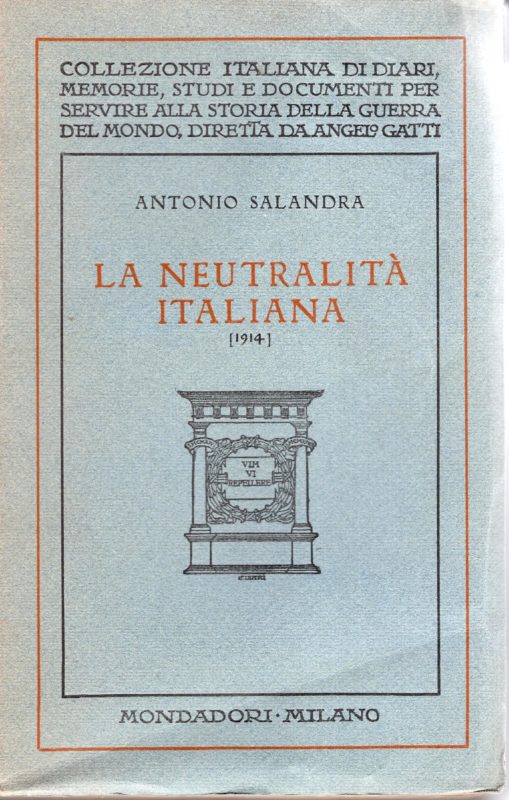 COLLEZIONE ITALIANA DI DIARI,
MEMORIE, STUDI E DOCUMENTI PER
SERVIRE ALLA STORIA DELLA GUERRA
DEL MONDO, DIRETTA DA ANGELO GATTI
ANTONIO SALANDRA
LA NEUTRALITÀ
ITALIANA
[1914]
VIM
VI
REPELLERE
MONDADORI · MILANO